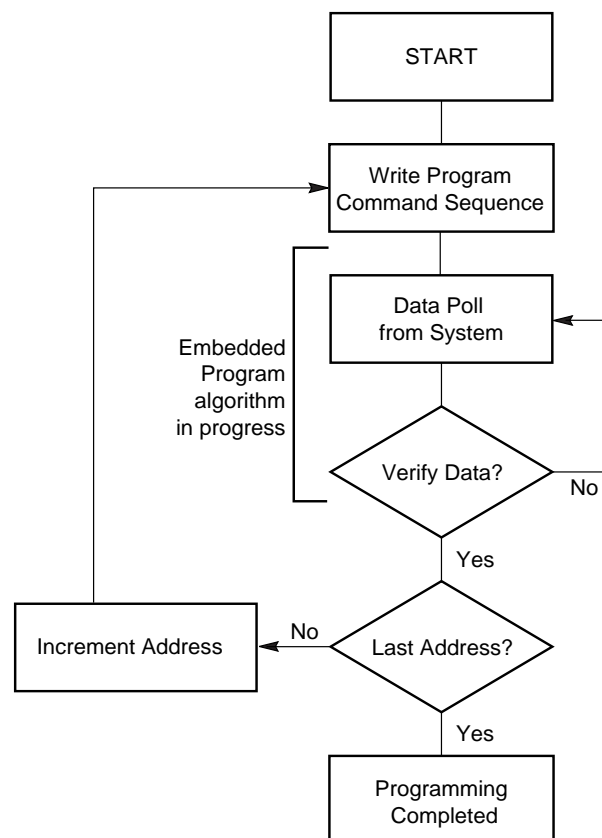 START
Write Program
Command Sequence
Data Poll
from System
Embedded
Program
algorithm
in progress
Verify Data?
No
Yes
Increment Address
No
Last Address?
Yes
Programming
Completed